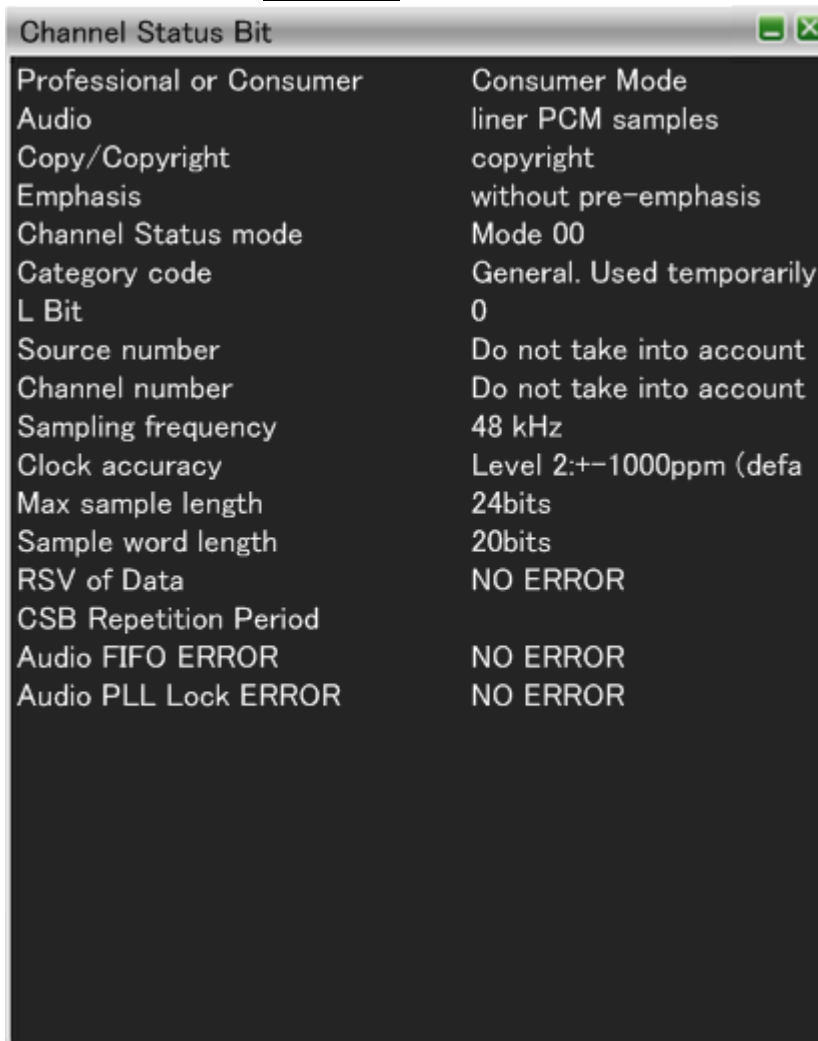 Channel Status Bit
Professional or Consumer Consumer Mode
Audio liner PCM samples
Copy/Copyright copyright
Emphasis without pre-emphasis
Channel Status mode Mode 00
Category code General. Used temporarily
L Bit 0
Source number Do not take into account
Channel number Do not take into account
Sampling frequency 48 kHz
Clock accuracy Level 2:+-1000ppm (defa
Max sample length 24bits
Sample word length 20bits
RSV of Data NO ERROR
CSB Repetition Period
Audio FIFO ERROR NO ERROR
Audio PLL Lock ERROR NO ERROR